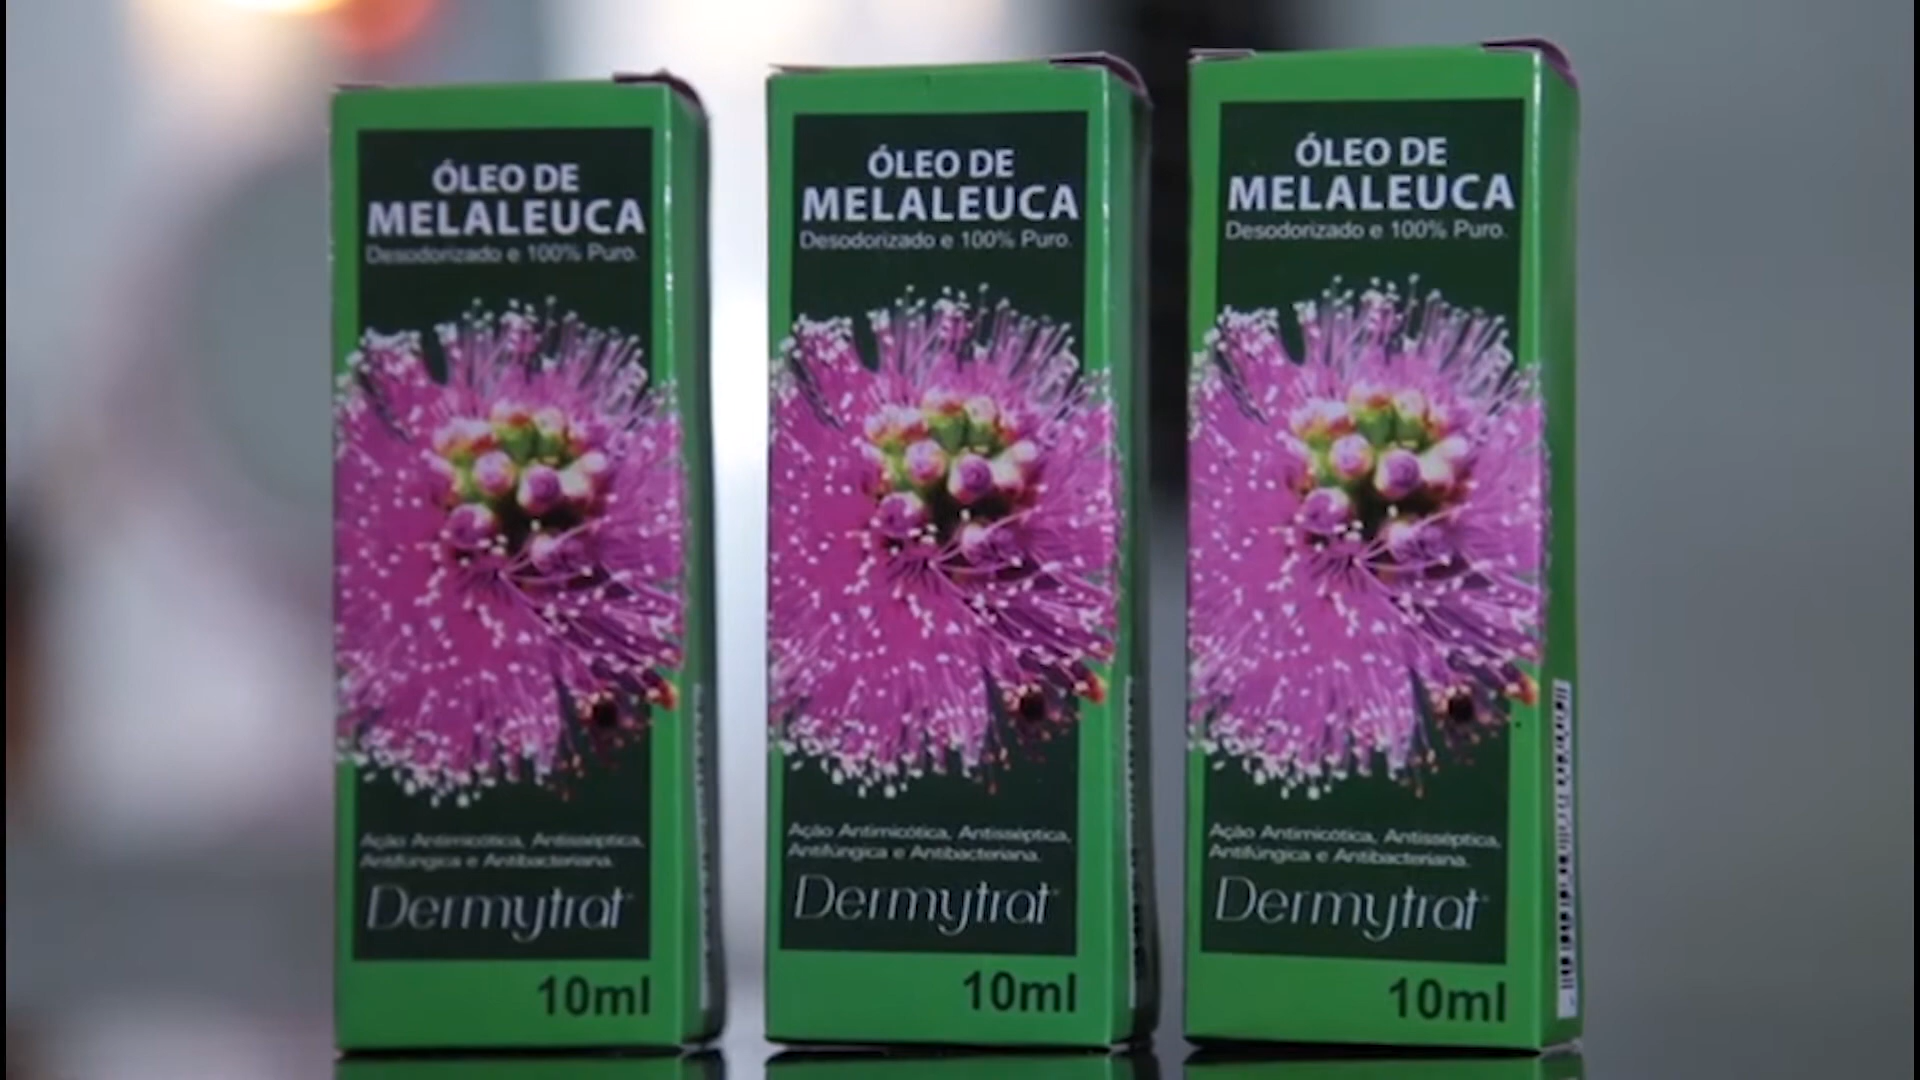 ÓLEO DE
MELALEUCA
Desodorizado e 100% Puro.
Ação Antimicótica, Antisséptica,
Antifúngica e Antibacteriana.
Dermytrat
10ml
ÓLEO DE
MELALEUCA
Desodorizado e 100% Puro.
Ação Antimicótica, Antisséptica,
Antifúngica e Antibacteriana.
Dermytrat
10ml
ÓLEO DE
MELALEUCA
Desodorizado e 100% Puro.
Ação Antimicótica, Antisséptica,
Antifúngica e Antibacteriana.
Dermytrat
10ml